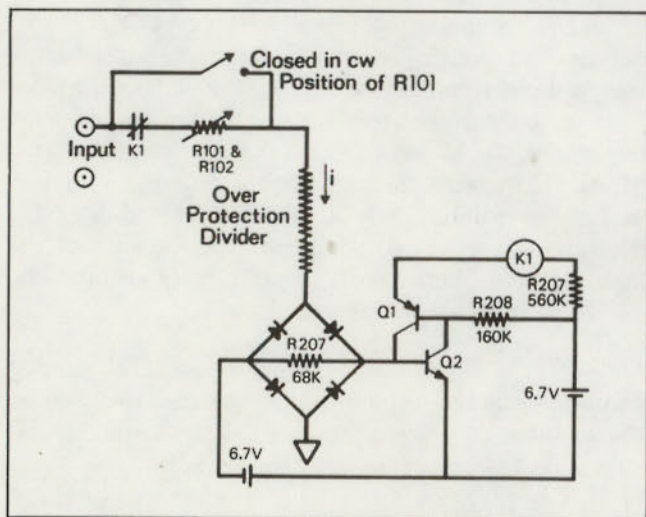 Closed in cw
Position of R101
Input
K1
R101 &
R102
Over
Protection
Divider
i
K1
R207
560K
Q1
R208
160K
R207
68K
Q2
6.7V
6.7V